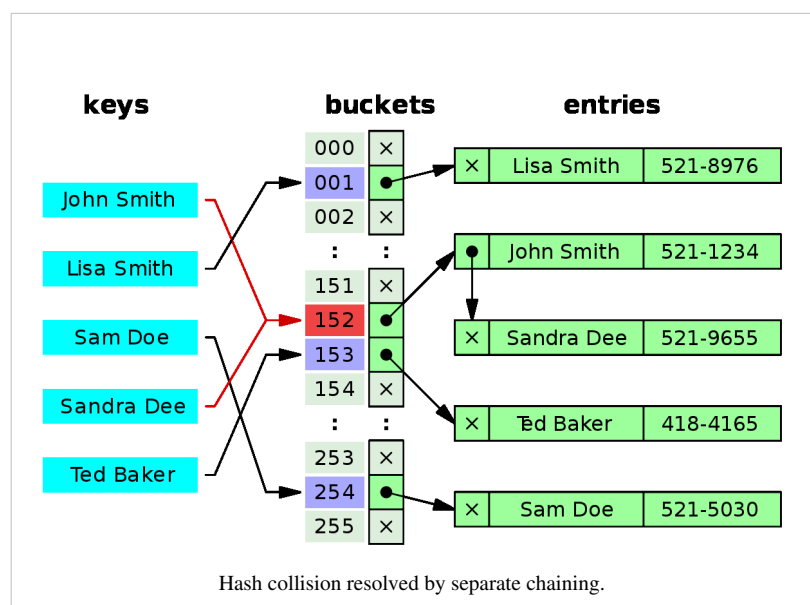 keys buckets entries
000 ×
× Lisa Smith 521-8976
001
John Smith
002 ×
: :
× John Smith 521-1234
Lisa Smith
151 ×
152
Sam Doe
× Sandra Dee 521-9655
153
154 ×
Sandra Dee
: :
× Ted Baker 418-4165
253 ×
Ted Baker
254
× Sam Doe 521-5030
255 ×
Hash collision resolved by separate chaining.